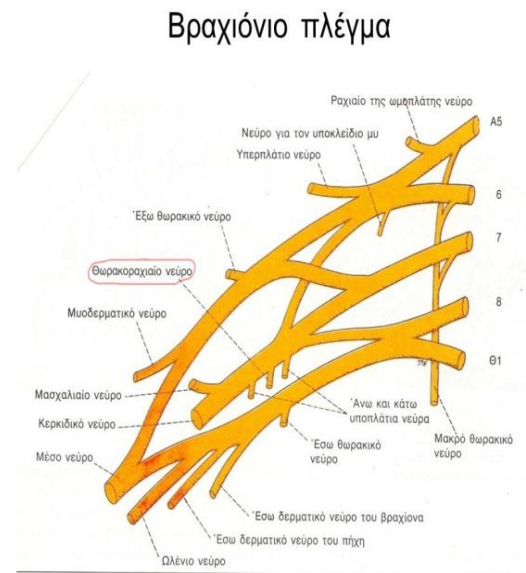 Βραχιόνιο πλέγμα
Ραχιαίο της ωμοπλάτης νεύρο
Α5
Νεύρο για τον υποκλείδιο μυ
Υπερπλάτιο νεύρο
6
Έξω θωρακικό νεύρο
7
Θωρακοραχιαίο νεύρο
8
Μυοδερματικό νεύρο
Θ1
Μασχαλιαίο νεύρο
Άνω και κάτω
υποπλάτια νεύρα
Κερκιδικό νεύρο
Έσω θωρακικό
νεύρο
Μακρό θωρακικό
νεύρο
Μέσο νεύρο
Έσω δερματικό νεύρο του βραχίονα
Έσω δερματικό νεύρο του πήχη
Ωλένιο νεύρο